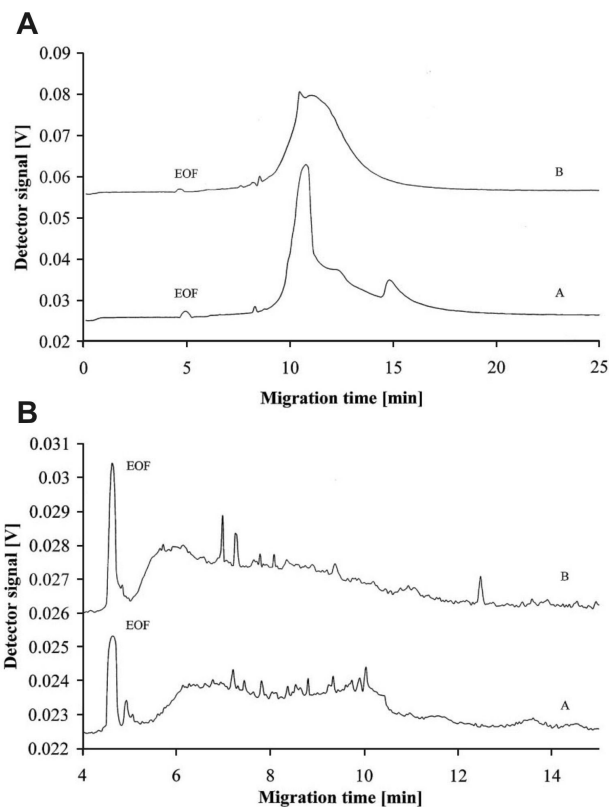 A
Detector signal [V]
0.09
0.08
0.07
0.06
0.05
0.04
0.03
0.02
EOF
B
EOF
A
0
5
10
15
20
25
Migration time [min]
B
Detector signal [V]
0.031
0.03
0.029
0.028
0.027
0.026
0.025
0.024
0.023
0.022
EOF
B
EOF
A
4
6
8
10
12
14
Migration time [min]